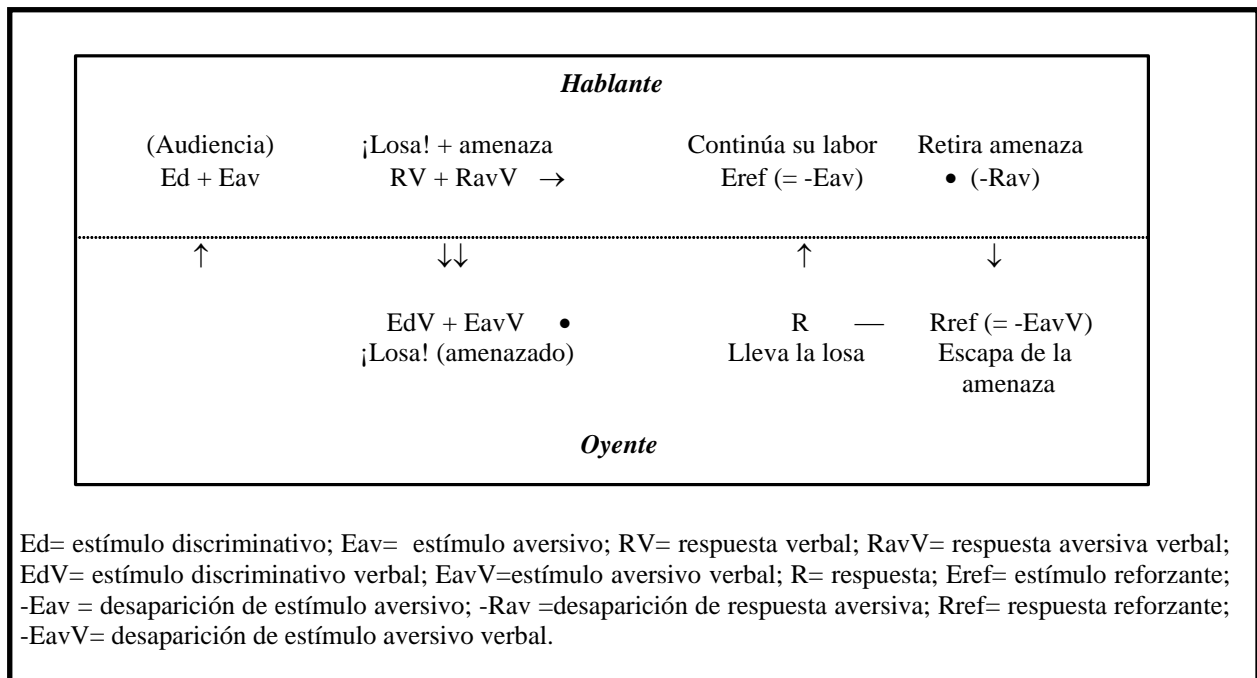 Hablante
(Audiencia) ¡Losa! + amenaza Continúa su labor Retira amenaza
Ed + Eav RV + RavV → Eref (= -Eav) • (-Rav)
↑ ↓↓ ↑ ↓
EdV + EavV • R — Rref (= -EavV)
¡Losa! (amenazado) Lleva la losa Escapa de la
amenaza
Oyente
Ed= estímulo discriminativo; Eav= estímulo aversivo; RV= respuesta verbal; RavV= respuesta aversiva verbal;
EdV= estímulo discriminativo verbal; EavV=estímulo aversivo verbal; R= respuesta; Eref= estímulo reforzante;
-Eav = desaparición de estímulo aversivo; -Rav =desaparición de respuesta aversiva; Rref= respuesta reforzante;
-EavV= desaparición de estímulo aversivo verbal.